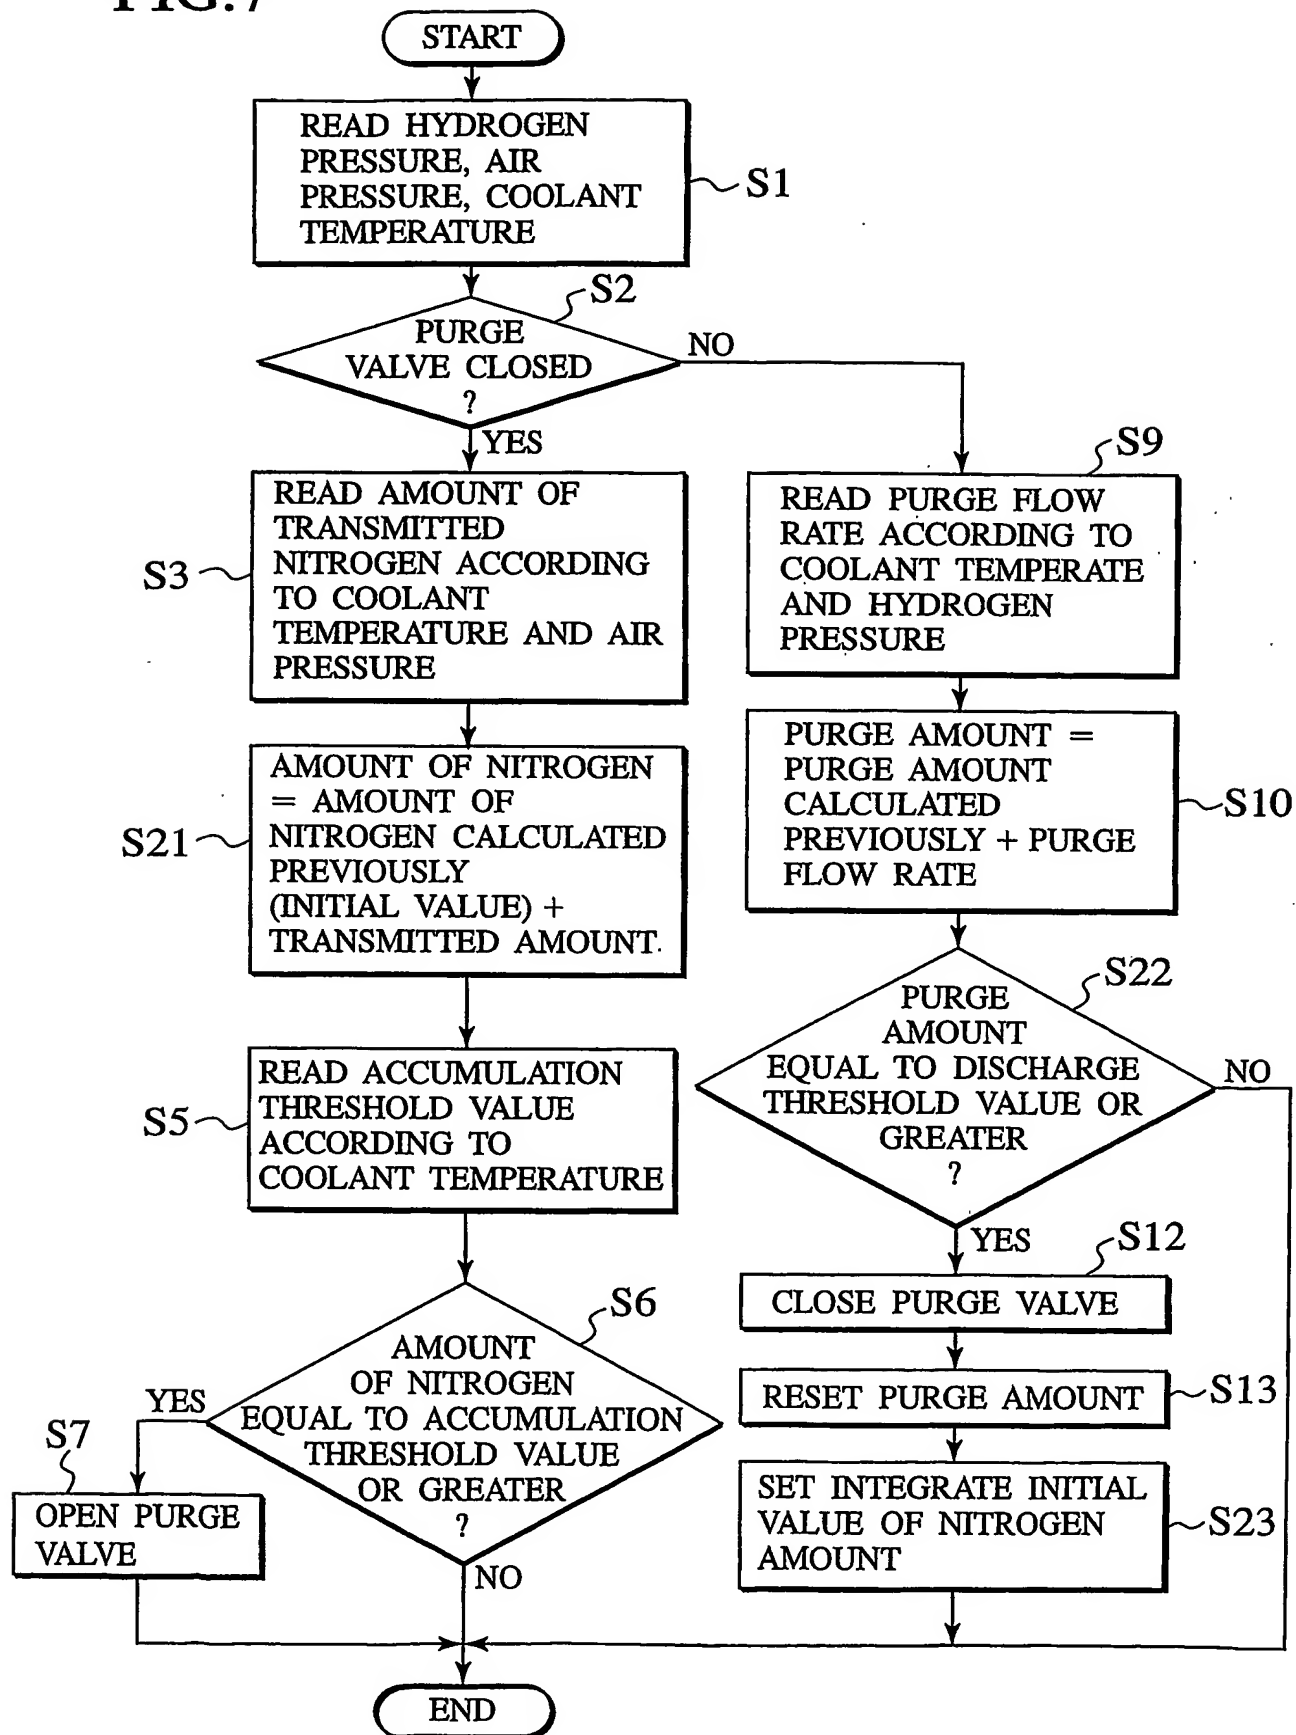 FIG.7
START
READ HYDROGEN
PRESSURE, AIR
PRESSURE, COOLANT
TEMPERATURE
S1
S2
PURGE
VALVE CLOSED
?
NO
YES
S3
READ AMOUNT OF
TRANSMITTED
NITROGEN ACCORDING
TO COOLANT
TEMPERATURE AND AIR
PRESSURE
S21
AMOUNT OF NITROGEN
= AMOUNT OF
NITROGEN CALCULATED
PREVIOUSLY
(INITIAL VALUE) +
TRANSMITTED AMOUNT.
S5
READ ACCUMULATION
THRESHOLD VALUE
ACCORDING TO
COOLANT TEMPERATURE
S6
AMOUNT
OF NITROGEN
EQUAL TO ACCUMULATION
THRESHOLD VALUE
OR GREATER
?
YES
NO
S7
OPEN PURGE
VALVE
S9
READ PURGE FLOW
RATE ACCORDING TO
COOLANT TEMPERATE
AND HYDROGEN
PRESSURE
PURGE AMOUNT =
PURGE AMOUNT
CALCULATED
PREVIOUSLY + PURGE
FLOW RATE
S10
S22
PURGE
AMOUNT
EQUAL TO DISCHARGE
THRESHOLD VALUE OR
GREATER
?
NO
YES
S12
CLOSE PURGE VALVE
RESET PURGE AMOUNT
S13
SET INTEGRATE INITIAL
VALUE OF NITROGEN
AMOUNT
S23
END